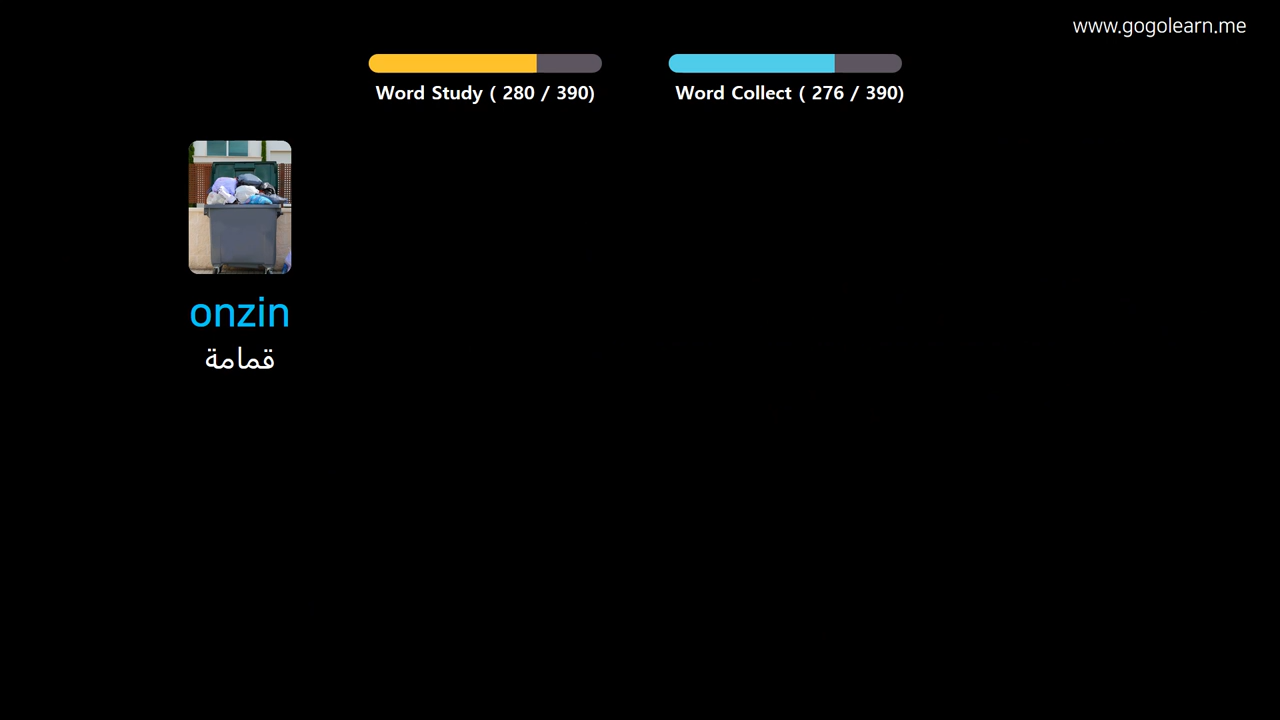 www.gogolearn.me
Word Study ( 280 / 390)
Word Collect ( 276 / 390)
onzin
قمامة